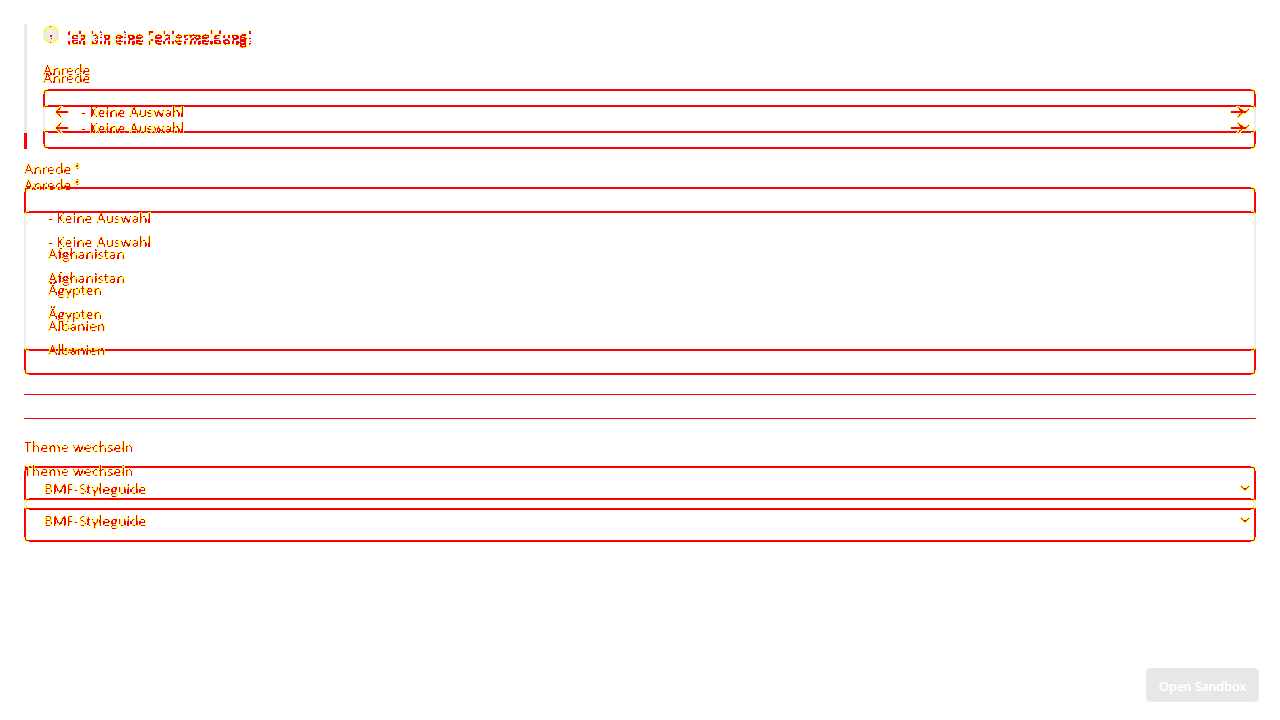 Ich bin eine Fehlermeldung!
Ich bin eine Fehlermeldung!
Anrede
Anrede
- Keine Auswahl
- Keine Auswahl
Anrede *
Anrede *
- Keine Auswahl
- Keine Auswahl
Afghanistan
Afghanistan
Ägypten
Ägypten
Albanien
Albanien
Theme wechseln
Theme wechseln
BMF-Styleguide
BMF-Styleguide
Open Sandbox